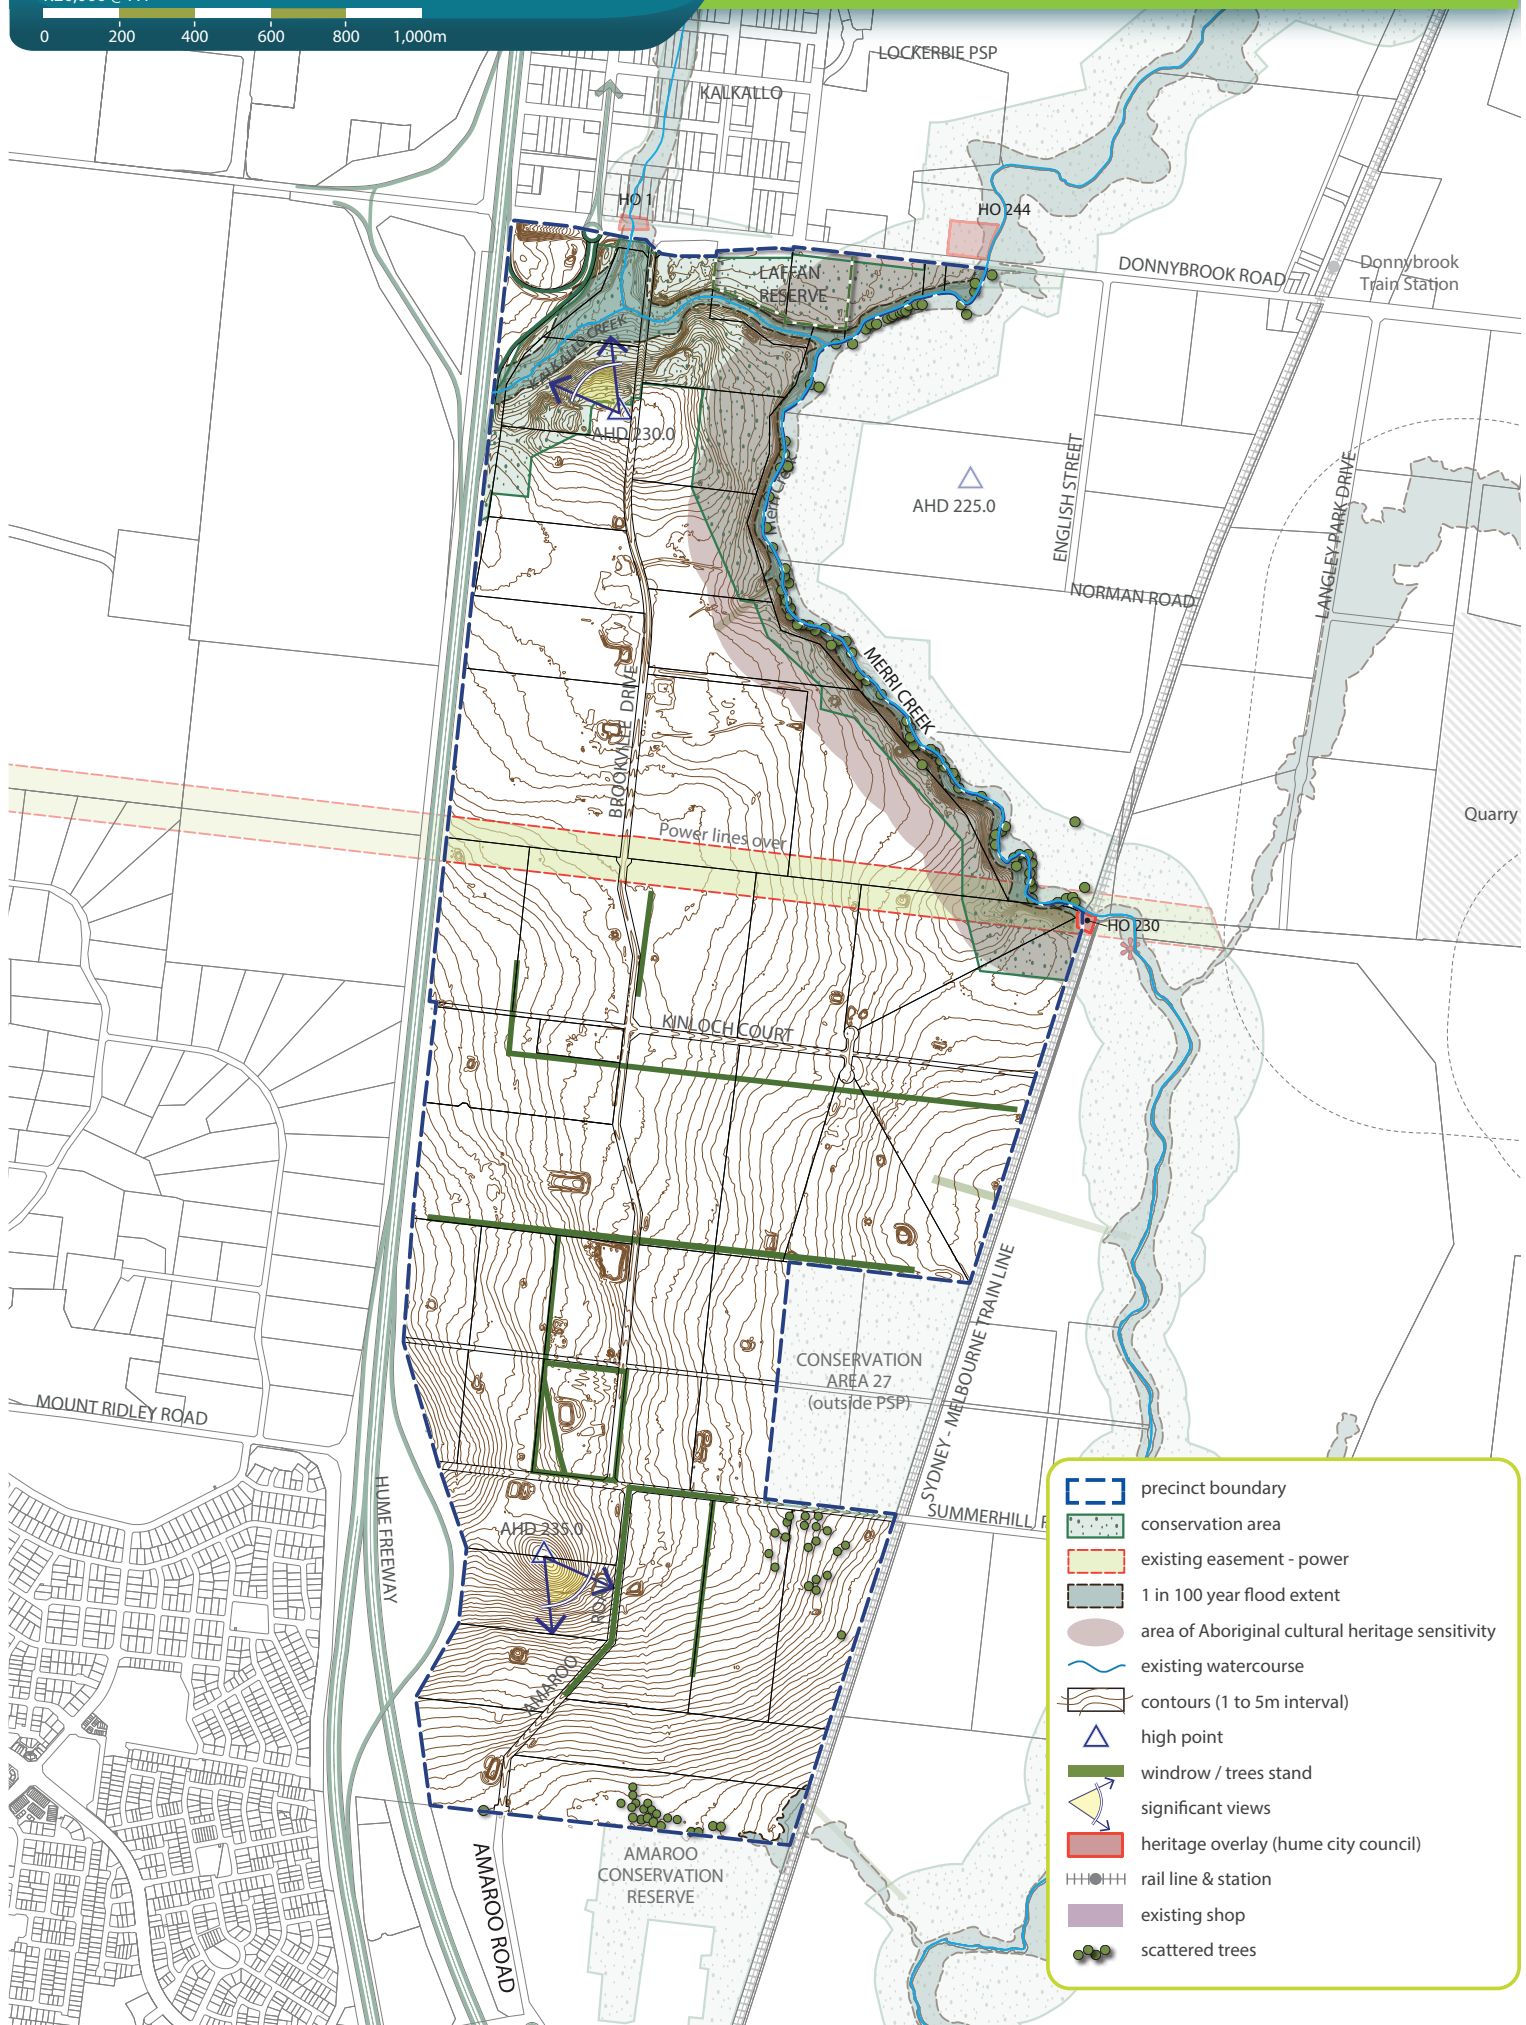 0 200 400 600 800 1,000m
LOCKERBIE PSP
KALKALLO
HO 1
HO 244
DONNYBROOK ROAD
Donnybrook
Train Station
LAFFAN
RESERVE
KALKALLO CREEK
AHD 230.0
Merri Creek
AHD 225.0
ENGLISH STREET
LANGLEY PARK DRIVE
NORMAN ROAD
MERRI CREEK
BROOKVILLE DRIVE
Power lines over
Quarry
HO 230
KINLOCH COURT
SYDNEY - MELBOURNE TRAIN LINE
CONSERVATION
AREA 27
(outside PSP)
MOUNT RIDLEY ROAD
HUME FREEWAY
SUMMERHILL
AHD 235.0
AMAROO ROAD
AMAROO
CONSERVATION
RESERVE
AMAROO ROAD
precinct boundary
conservation area
existing easement - power
1 in 100 year flood extent
area of Aboriginal cultural heritage sensitivity
existing watercourse
contours (1 to 5m interval)
high point
windrow / trees stand
significant views
heritage overlay (hume city council)
rail line & station
existing shop
scattered trees